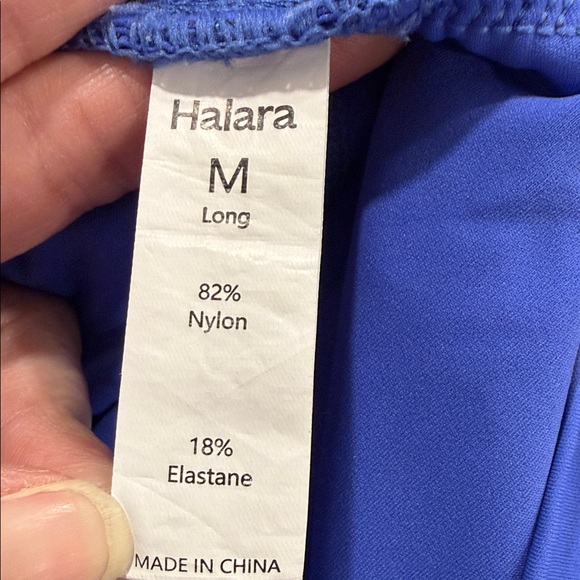 Halara
M
Long
82%
Nylon
18%
Elastane
MADE IN CHINA